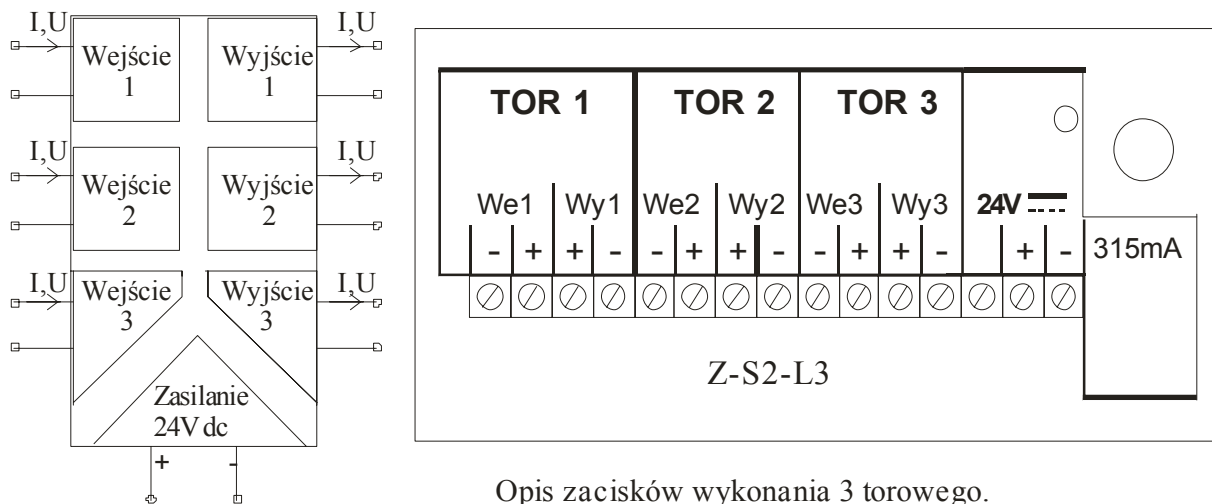 I,U I,U
Wejście 1
Wyjście 1
I,U I,U
Wejście 2
Wyjście 2
I,U I,U
Wejście 3
Wyjście 3
Zasilanie
24V dc
+ -
TOR 1 TOR 2 TOR 3
We1 Wy1 We2 Wy2 We3 Wy3 24V
- + + - - + + - - + + - + - 315mA
Z-S2-L3
Opis zacisków wykonania 3 torowego.